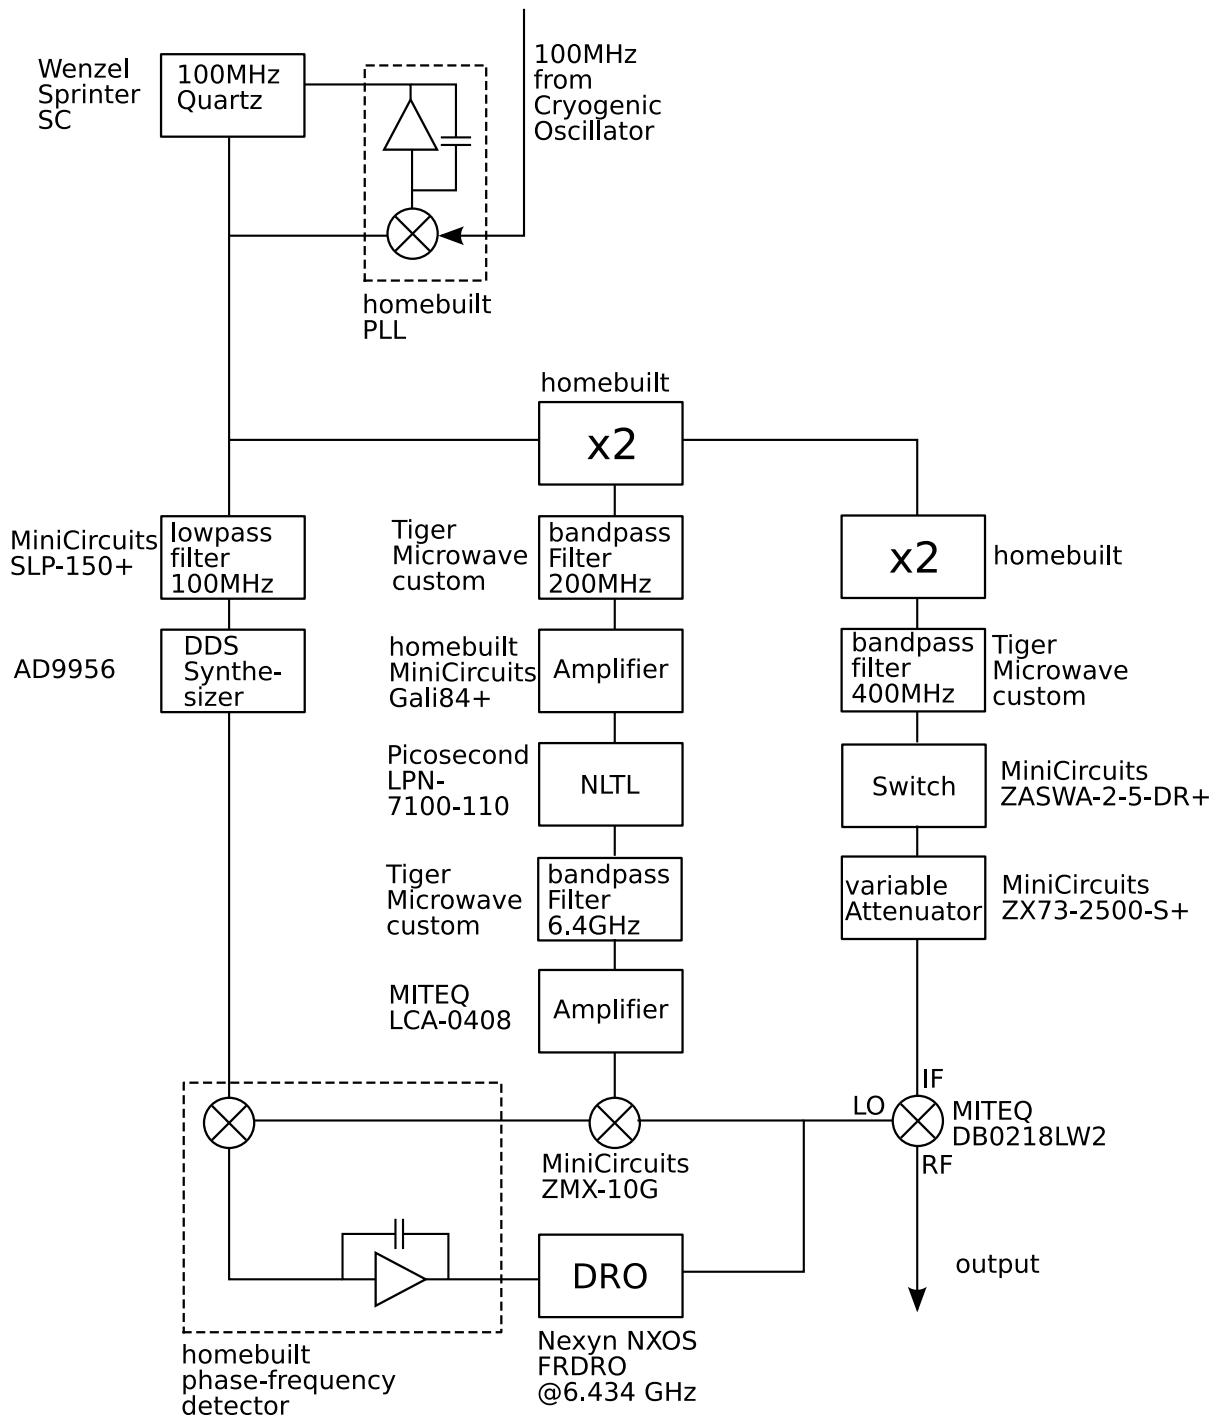 Wenzel
Sprinter
SC
100MHz
Quartz
100MHz
from
Cryogenic
Oscillator
homebuilt
PLL
homebuilt
x2
MiniCircuits
SLP-150+
lowpass
filter
100MHz
Tiger
Microwave
custom
bandpass
Filter
200MHz
x2
homebuilt
AD9956
DDS
Synthe-
sizer
homebuilt
MiniCircuits
Gali84+
Amplifier
bandpass
filter
400MHz
Tiger
Microwave
custom
Picosecond
LPN-
7100-110
NLTL
Switch
MiniCircuits
ZASWA-2-5-DR+
Tiger
Microwave
custom
bandpass
Filter
6.4GHz
variable
Attenuator
MiniCircuits
ZX73-2500-S+
MITEQ
LCA-0408
Amplifier
IF
LO
MITEQ
DB0218LW2
RF
MiniCircuits
ZMX-10G
DRO
output
homebuilt
phase-frequency
detector
Nexyn NXOS
FRDRO
@6.434 GHz